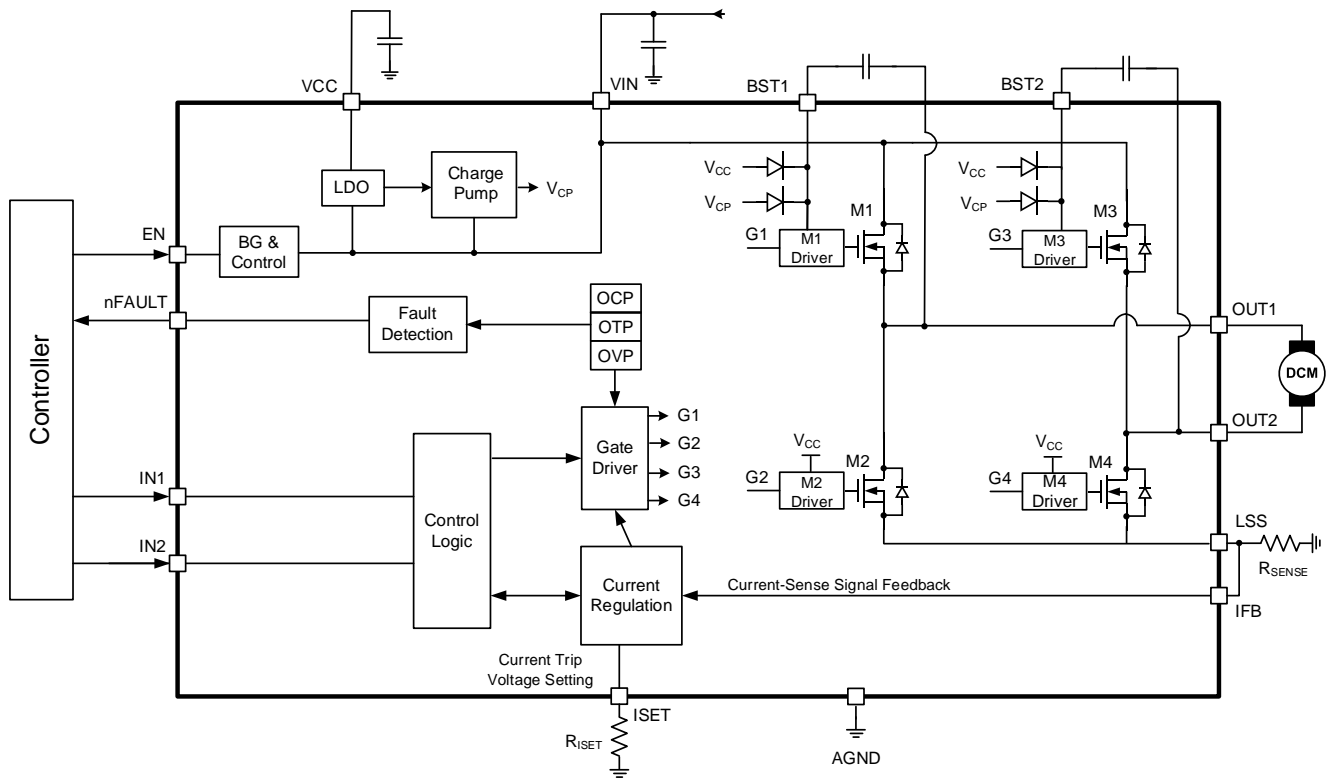 VCC
VIN
BST1
BST2
LDO
Charge
Pump
VCP
VCC
VCP
VCC
VCP
M1
M3
G1
M1
Driver
G3
M3
Driver
EN
BG &
Control
nFAULT
Fault
Detection
OCP
OTP
OVP
OUT1
DCM
OUT2
Controller
Gate
Driver
G1
G2
G3
G4
VCC
VCC
M2
M4
G2
M2
Driver
G4
M4
Driver
IN1
IN2
Control
Logic
LSS
RSENSE
Current
Regulation
Current-Sense Signal Feedback
IFB
Current Trip
Voltage Setting
ISET
RISET
AGND